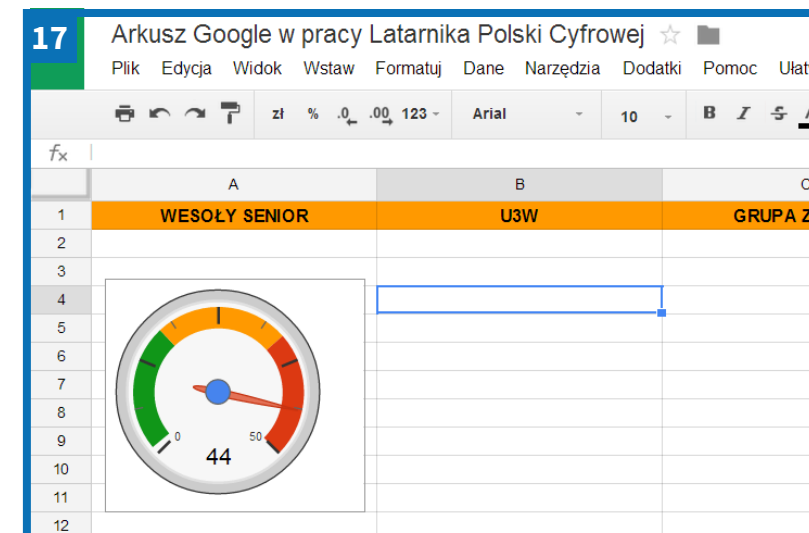 17
Arkusz Google w pracy Latarnika Polski Cyfrowej
Plik Edycja Widok Wstaw Formatuj Dane Narzędzia Dodatki Pomoc
zł % .0 .00 123 Arial 10 B I S A
fx
A B C
1 WESOŁY SENIOR U3W GRUPA Z
2
3
4
5
6
7
8
9 0 50
10 44
11
12